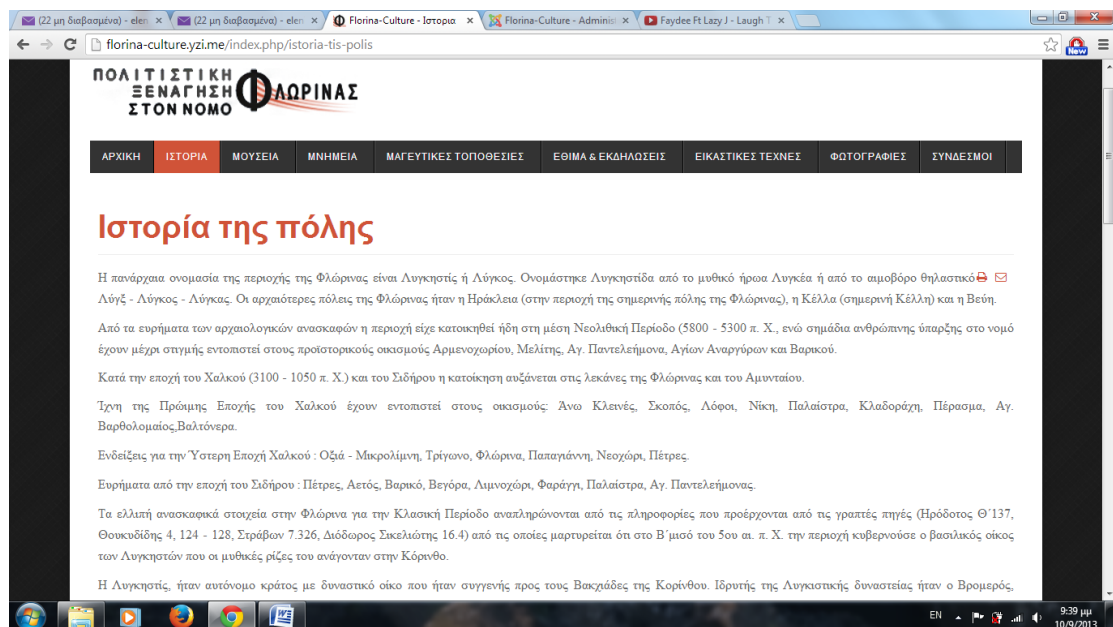 (22 μη διαβασμένα) - elen
(22 μη διαβασμένα) - elen
Florina-Culture - Ιστορια
Florina-Culture - Administ
Faydee Ft Lazy J - Laugh T
florina-culture.yzi.me/index.php/istoria-tis-polis
New
ΠΟΛΙΤΙΣΤΙΚΗ
ΞΕΝΑΓΗΣΗ
ΣΤΟΝ ΝΟΜΟ
ΦΛΩΡΙΝΑΣ
ΑΡΧΙΚΗ ΙΣΤΟΡΙΑ ΜΟΥΣΕΙΑ ΜΝΗΜΕΙΑ ΜΑΓΕΥΤΙΚΕΣ ΤΟΠΟΘΕΣΙΕΣ ΕΘΙΜΑ & ΕΚΔΗΛΩΣΕΙΣ ΕΙΚΑΣΤΙΚΕΣ ΤΕΧΝΕΣ ΦΩΤΟΓΡΑΦΙΕΣ ΣΥΝΔΕΣΜΟΙ
Ιστορία της πόλης
Η πανάρχαια ονομασία της περιοχής της Φλώρινας είναι Λυγκηστίς ή Λύγκος. Ονομάστηκε Λυγκηστίδα από το μυθικό ήρωα Λυγκέα ή από το αιμοβόρο θηλαστικό
Λύγξ - Λύγκος - Λύγκας. Οι αρχαιότερες πόλεις της Φλώρινας ήταν η Ηράκλεια (στην περιοχή της σημερινής πόλης της Φλώρινας), η Κέλλα (σημερινή Κέλλη) και η Βεύη.
Από τα ευρήματα των αρχαιολογικών ανασκαφών η περιοχή είχε κατοικηθεί ήδη στη μέση Νεολιθική Περίοδο (5800 - 5300 π. Χ., ενώ σημάδια ανθρώπινης ύπαρξης στο νομό
έχουν μέχρι στιγμής εντοπιστεί στους προϊστορικούς οικισμούς Αρμενοχωρίου, Μελίτης, Αγ. Παντελεήμονα, Αγίων Αναργύρων και Βαρικού.
Κατά την εποχή του Χαλκού (3100 - 1050 π. Χ.) και του Σιδήρου η κατοίκηση αυξάνεται στις λεκάνες της Φλώρινας και του Αμυνταίου.
Ίχνη της Πρώιμης Εποχής του Χαλκού έχουν εντοπιστεί στους οικισμούς: Άνω Κλεινές, Σκοπός, Λόφοι, Νίκη, Παλαίστρα, Κλαδοράχη, Πέρασμα, Αγ.
Βαρθολομαίος,Βαλτόνερα.
Ενδείξεις για την Ύστερη Εποχή Χαλκού : Οξιά - Μικρολίμνη, Τρίγωνο, Φλώρινα, Παπαγιάννη, Νεοχώρι, Πέτρες.
Ευρήματα από την εποχή του Σιδήρου : Πέτρες, Αετός, Βαρικό, Βεγόρα, Λιμνοχώρι, Φαράγγι, Παλαίστρα, Αγ. Παντελεήμονας.
Τα ελλιπή ανασκαφικά στοιχεία στην Φλώρινα για την Κλασική Περίοδο αναπληρώνονται από τις πληροφορίες που προέρχονται από τις γραπτές πηγές (Ηρόδοτος Θ΄137,
Θουκυδίδης 4, 124 - 128, Στράβων 7.326, Διόδωρος Σικελιώτης 16.4) από τις οποίες μαρτυρείται ότι στο Β΄μισό του 5ου αι. π. Χ. την περιοχή κυβερνούσε ο βασιλικός οίκος
των Λυγκηστών που οι μυθικές ρίζες του ανάγονταν στην Κόρινθο.
Η Λυγκηστίς, ήταν αυτόνομο κράτος με δυναστικό οίκο που ήταν συγγενής προς τους Βακχιάδες της Κορίνθου. Ιδρυτής της Λυγκιστικής δυναστείας ήταν ο Βρομερός,
EN
9:39 μμ
10/9/2013